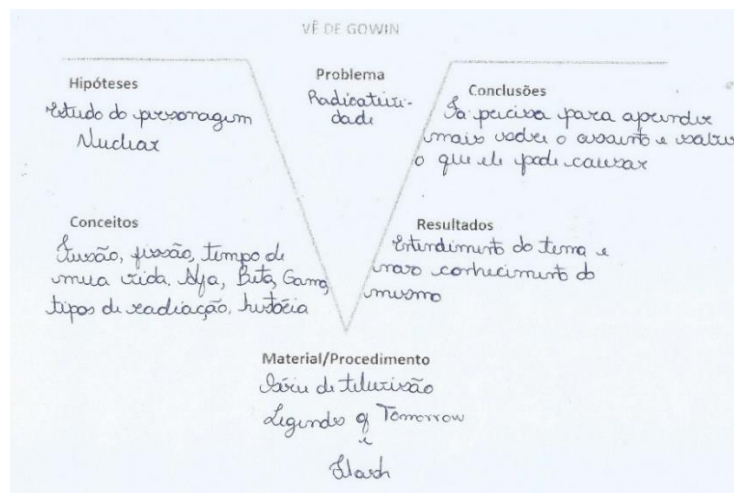 VÊ DE GOWIN
Hipóteses
Estudo do personagem
Nuclear
Problema
Radioativi-
dade
Conclusões
precisa para aprender
mais sobre o assunto e saber
o que ele pode causar
Conceitos
Fusão, fissão, tempo de
meia vida, Alfa, Beta, Gama,
tipos de radiação, história
Resultados
Entendimento do tema e
conhecimento do
mesmo
Material/Procedimento
Série de televisão
Legends of Tomorrow
e
Flash